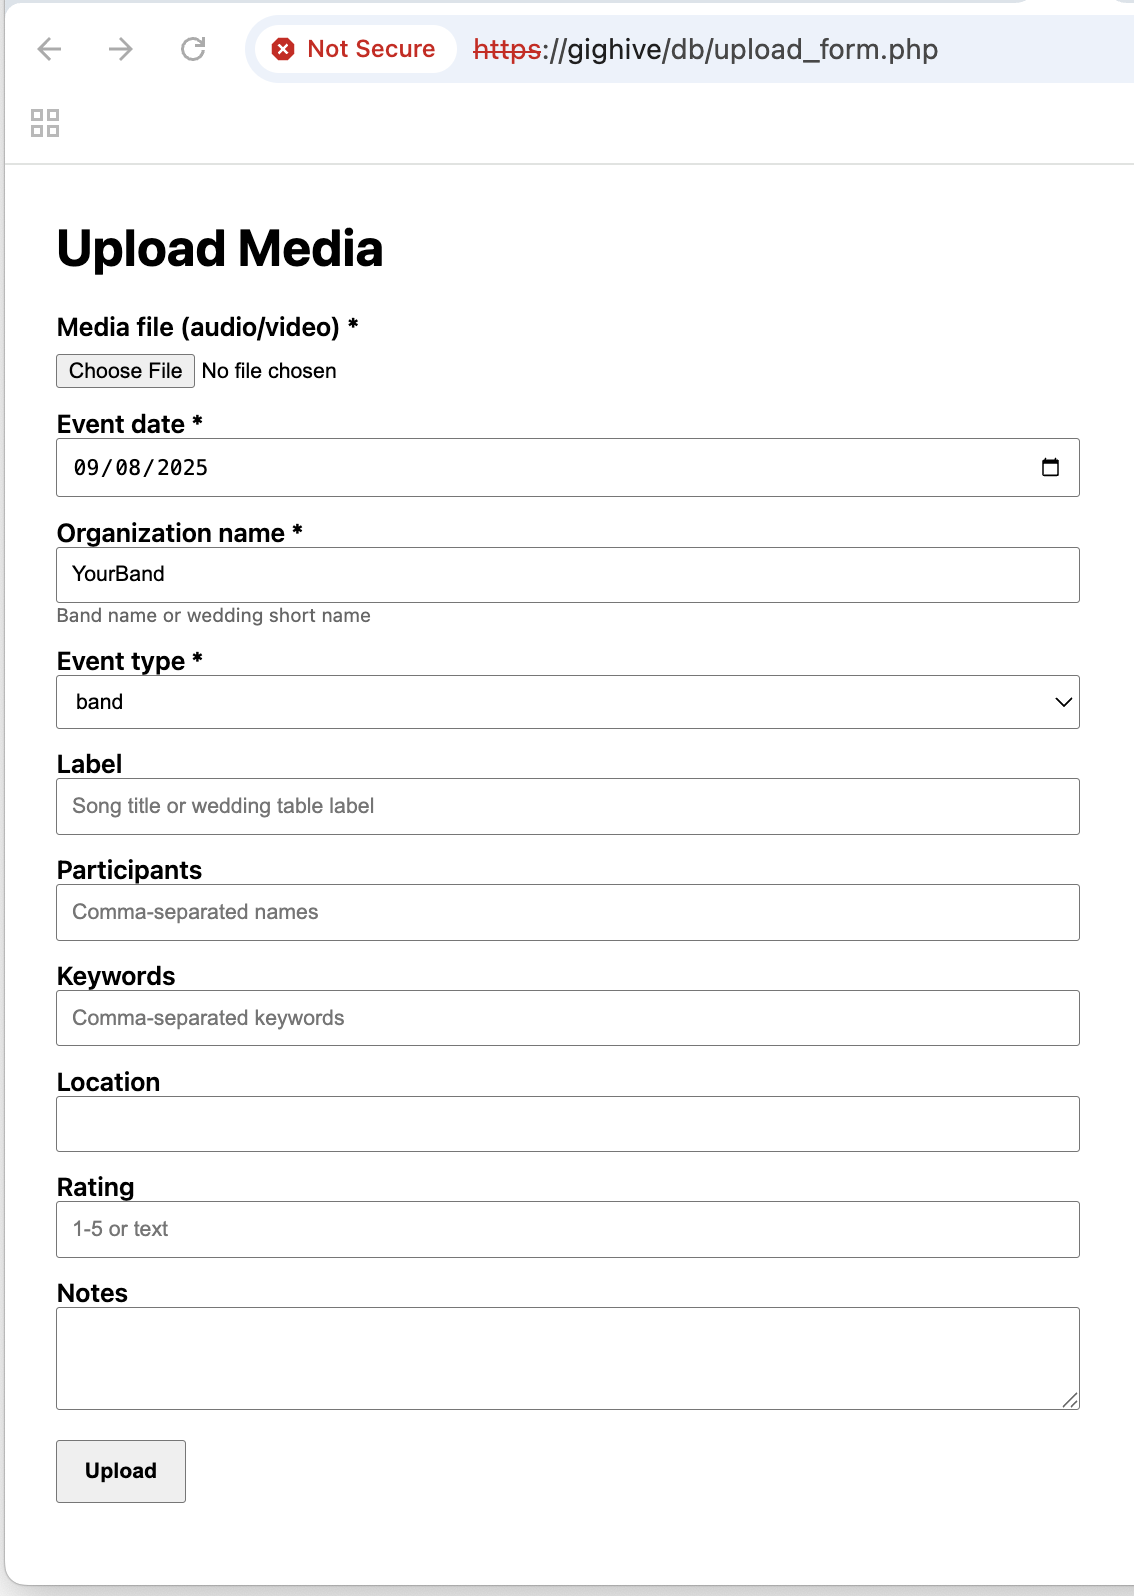 Not Secure https://gighive/db/upload_form.php
Upload Media
Media file (audio/video) *
Choose File No file chosen
Event date *
09/08/2025
Organization name *
YourBand
Band name or wedding short name
Event type *
band
Label
Song title or wedding table label
Participants
Comma-separated names
Keywords
Comma-separated keywords
Location
Rating
1-5 or text
Notes
Upload